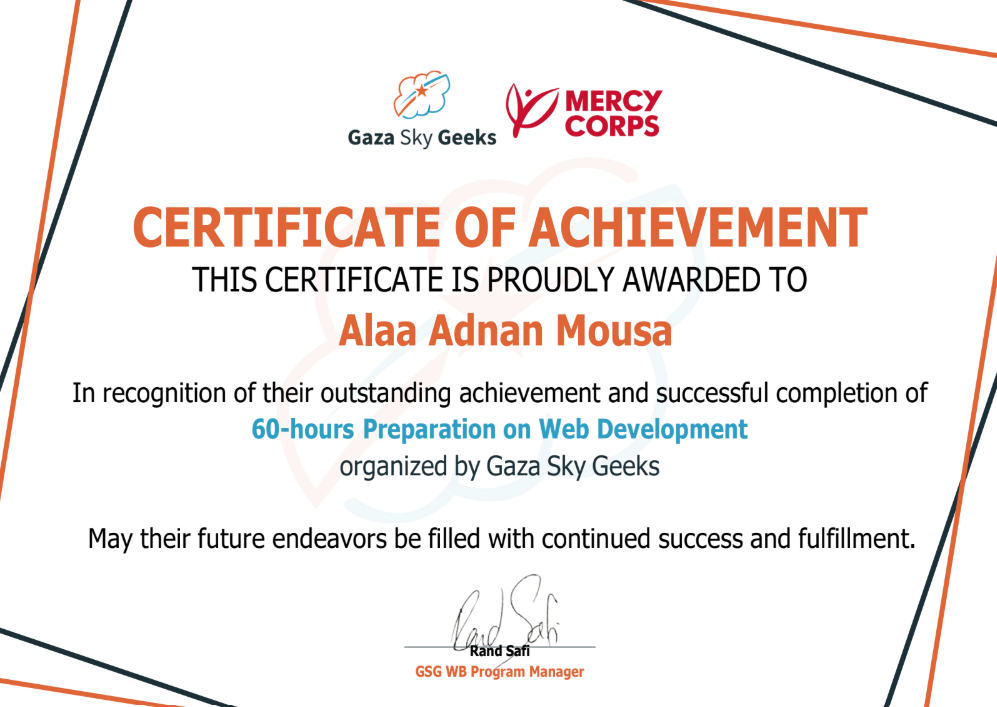 Gaza Sky Geeks
MERCY
CORPS
CERTIFICATE OF ACHIEVEMENT
THIS CERTIFICATE IS PROUDLY AWARDED TO
Alaa Adnan Mousa
In recognition of their outstanding achievement and successful completion of
60-hours Preparation on Web Development
organized by Gaza Sky Geeks
May their future endeavors be filled with continued success and fulfillment.
Rand Safi
Rand Safi
GSG WB Program Manager